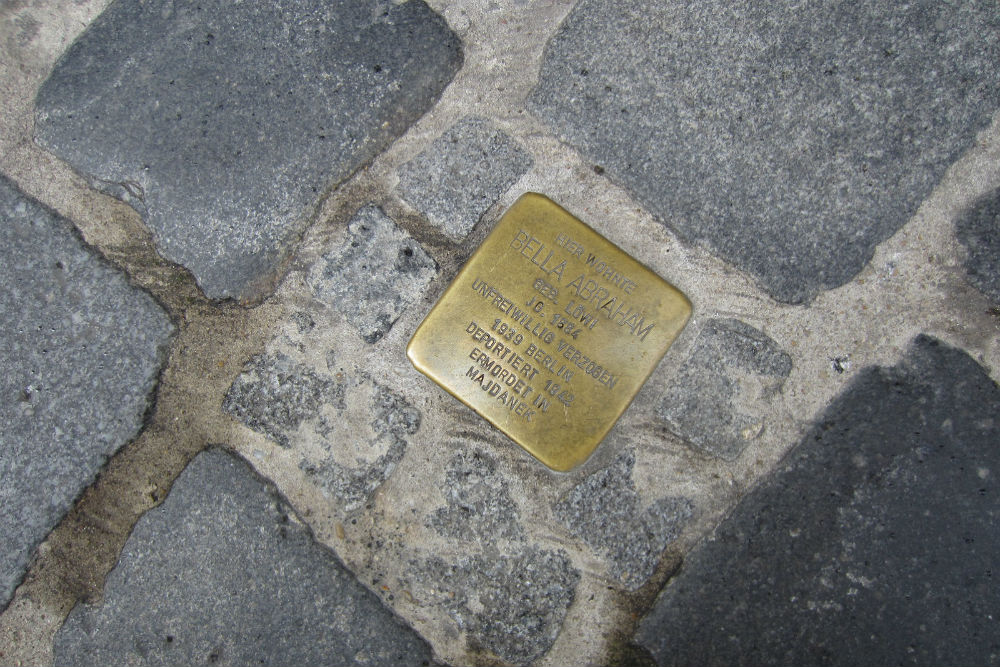 HIER WOHNTE
BELLA ABRAHAM
GEB. LÖWI
JG. 1884
UNFREIWILLIG VERZOGEN
1939 BERLIN
DEPORTIERT 1942
ERMORDET IN
MAJDANEK